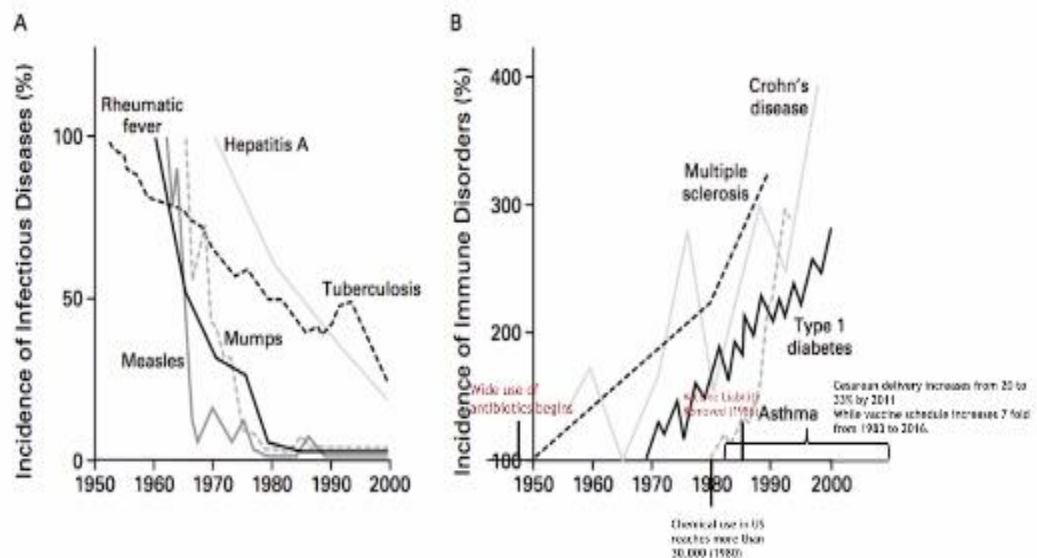 A
Incidence of Infectious Diseases (%)
100
50
0
1950 1960 1970 1980 1990 2000
Rheumatic
fever
Hepatitis A
Tuberculosis
Mumps
Measles
B
Incidence of Immune Disorders (%)
400
300
200
100
1950 1960 1970 1980 1990 2000
Crohn's
disease
Multiple
sclerosis
Type 1
diabetes
Asthma
Wide use of
antibiotics begins
Liability
Removed (1986)
Cesarean delivery increases from 20 to
33% by 2011
While vaccine schedule increases 7 fold
from 1983 to 2016.
Chemical use in US
reaches more than
30,000 (1980)